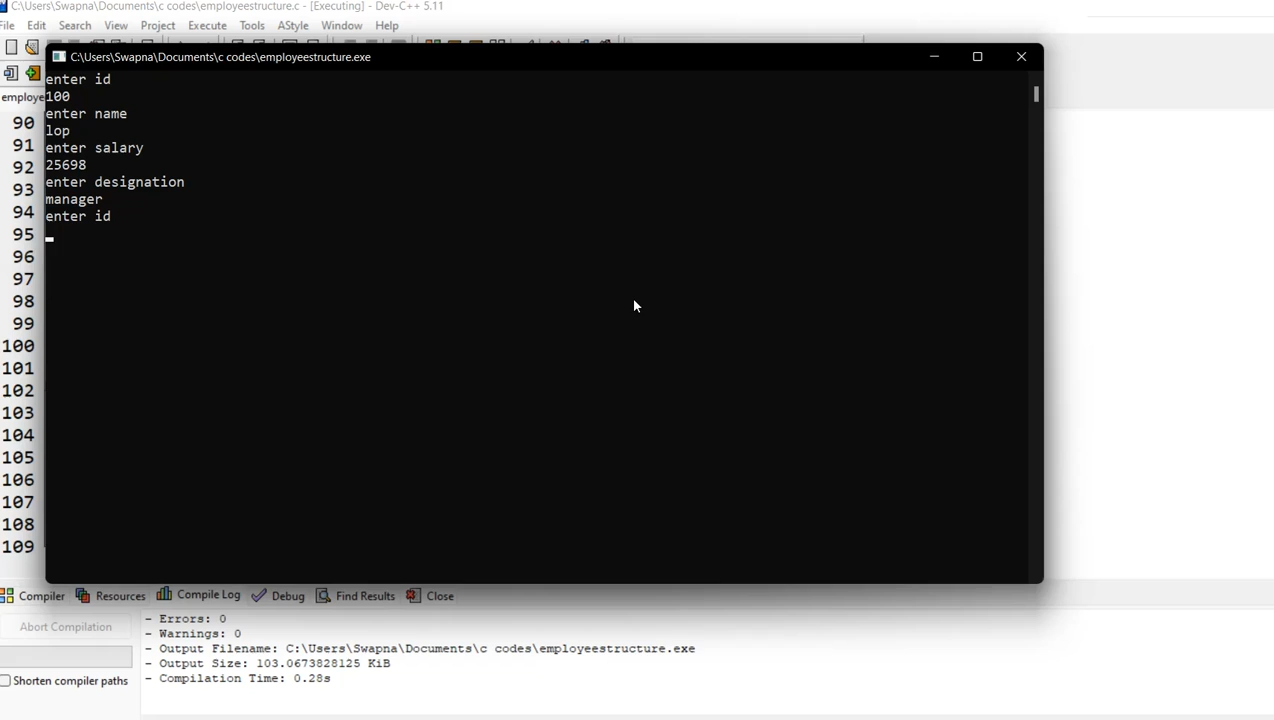 C:\Users\Swapna\Documents\c codes\employeestructure.c - [Executing] - Dev-C++ 5.11
File Edit Search View Project Execute Tools AStyle Window Help
C:\Users\Swapna\Documents\c codes\employeestructure.exe
employe
enter id
100
enter name
lop
enter salary
25698
enter designation
manager
enter id
90
91
92
93
94
95
96
97
98
99
100
101
102
103
104
105
106
107
108
109
Compiler Resources Compile Log Debug Find Results Close
Abort Compilation
Shorten compiler paths
- Errors: 0
- Warnings: 0
- Output Filename: C:\Users\Swapna\Documents\c codes\employeestructure.exe
- Output Size: 103.0673828125 KiB
- Compilation Time: 0.28s